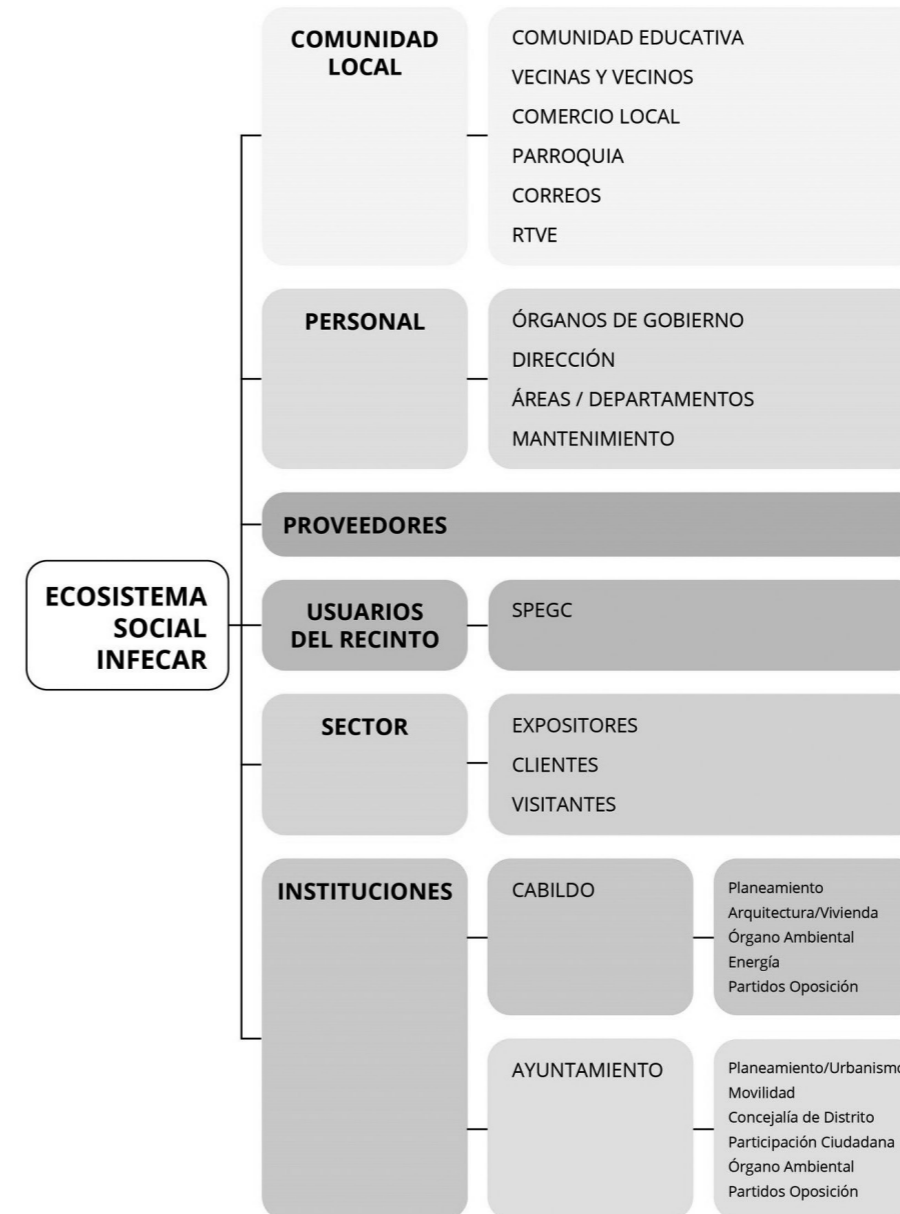 COMUNIDAD
LOCAL
COMUNIDAD EDUCATIVA
VECINAS Y VECINOS
COMERCIO LOCAL
PARROQUIA
CORREOS
RTVE
PERSONAL
ÓRGANOS DE GOBIERNO
DIRECCIÓN
ÁREAS / DEPARTAMENTOS
MANTENIMIENTO
PROVEEDORES
ECOSISTEMA
SOCIAL
INFECAR
USUARIOS
DEL RECINTO
SPEGC
SECTOR
EXPOSITORES
CLIENTES
VISITANTES
INSTITUCIONES
CABILDO
Planeamiento
Arquitectura/Vivienda
Órgano Ambiental
Energía
Partidos Oposición
AYUNTAMIENTO
Planeamiento/Urbanismo
Movilidad
Concejalía de Distrito
Participación Ciudadana
Órgano Ambiental
Partidos Oposición